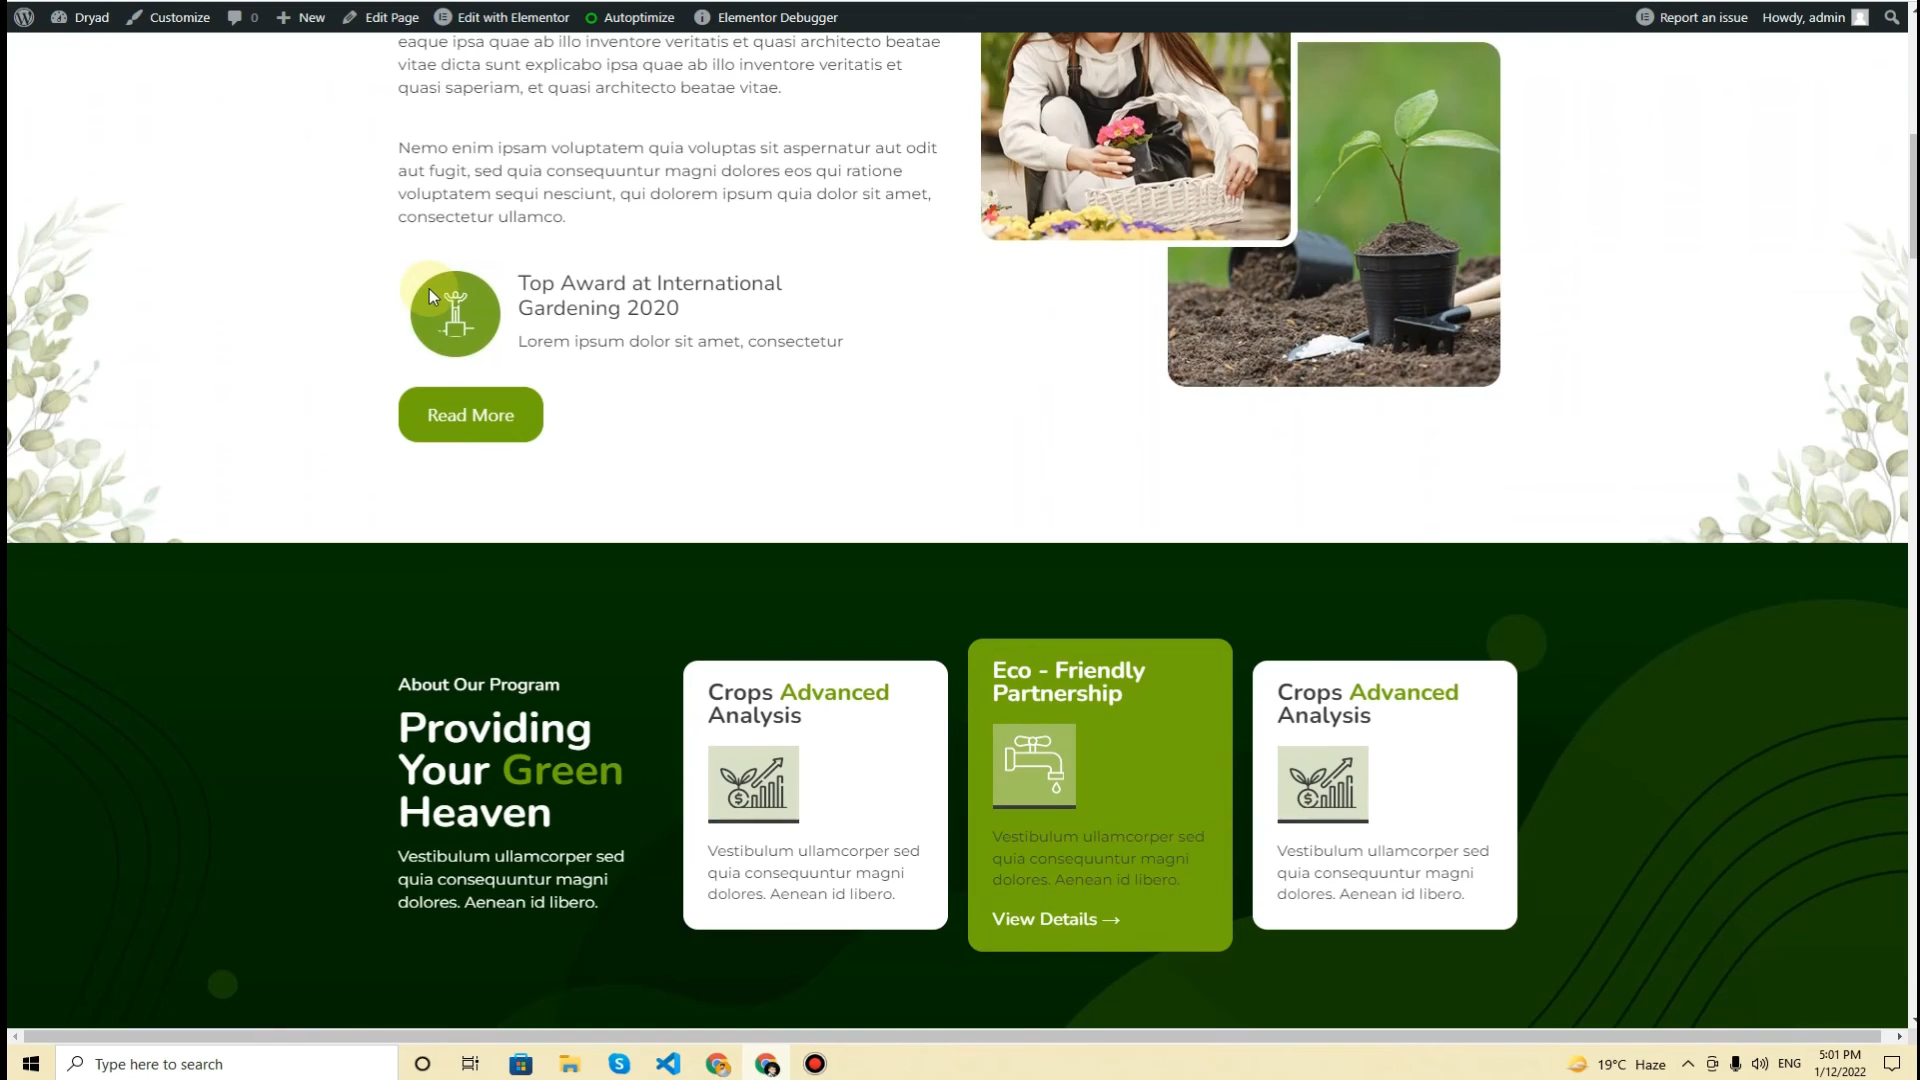 Dryad Customize 0 New Edit Page Edit with Elementor Autoptimize Elementor Debugger Report an issue Howdy, admin
eaque ipsa quae ab illo inventore veritatis et quasi architecto beatae
vitae dicta sunt explicabo ipsa quae ab illo inventore veritatis et
quasi saperiam, et quasi architecto beatae vitae.
Nemo enim ipsam voluptatem quia voluptas sit aspernatur aut odit
aut fugit, sed quia consequuntur magni dolores eos qui ratione
voluptatem sequi nesciunt, qui dolorem ipsum quia dolor sit amet,
consectetur ullamco.
Top Award at International
Gardening 2020
Lorem ipsum dolor sit amet, consectetur
Read More
About Our Program
Providing
Your Green
Heaven
Vestibulum ullamcorper sed
quia consequuntur magni
dolores. Aenean id libero.
Crops Advanced
Analysis
Vestibulum ullamcorper sed
quia consequuntur magni
dolores. Aenean id libero.
Eco - Friendly
Partnership
Vestibulum ullamcorper sed
quia consequuntur magni
dolores. Aenean id libero.
View Details →
Crops Advanced
Analysis
Vestibulum ullamcorper sed
quia consequuntur magni
dolores. Aenean id libero.
Type here to search
19°C Haze
ENG
5:01 PM
1/12/2022